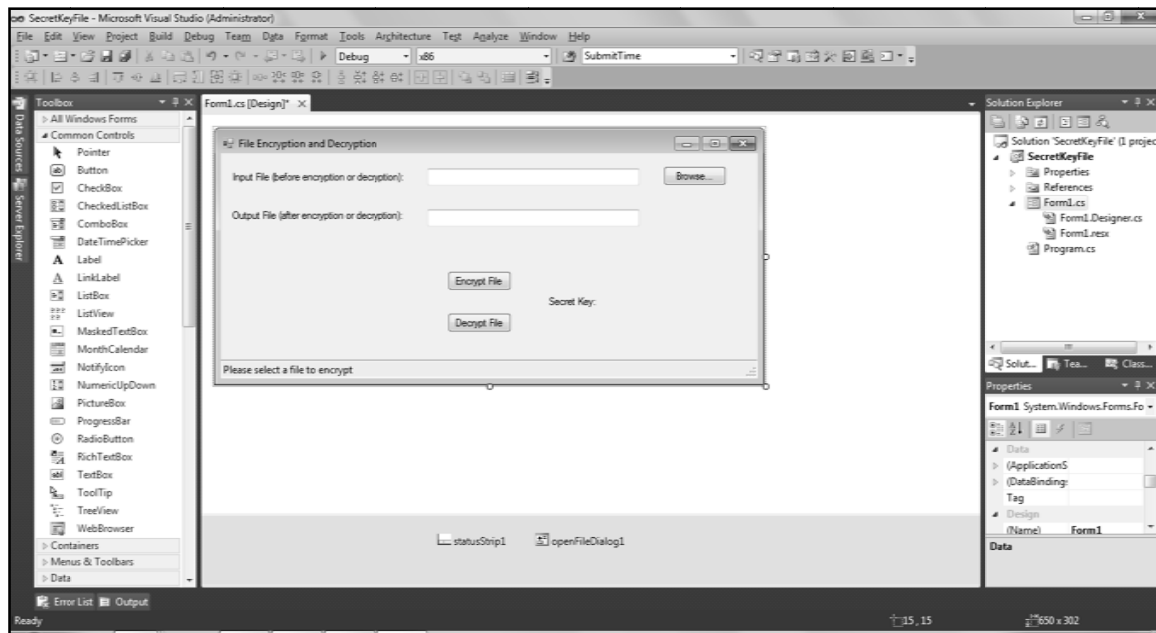 SecretKeyFile - Microsoft Visual Studio (Administrator)
File Edit View Project Build Debug Team Data Format Tools Architecture Test Analyze Window Help
Debug x86 SubmitTime
Data Sources
Server Explorer
Toolbox
All Windows Forms
Common Controls
Pointer
Button
CheckBox
CheckedListBox
ComboBox
DateTimePicker
Label
LinkLabel
ListBox
ListView
MaskedTextBox
MonthCalendar
NotifyIcon
NumericUpDown
PictureBox
ProgressBar
RadioButton
RichTextBox
TextBox
ToolTip
TreeView
WebBrowser
Containers
Menus & Toolbars
Data
Form1.cs [Design]*
File Encryption and Decryption
Input File (before encryption or decryption):
Browse...
Output File (after encryption or decryption):
Encrypt File
Secret Key:
Decrypt File
Please select a file to encrypt
statusStrip1 openFileDialog1
Solution Explorer
Solution 'SecretKeyFile' (1 projec
SecretKeyFile
Properties
References
Form1.cs
Form1.Designer.cs
Form1.resx
Program.cs
Solut... Tea... Class...
Properties
Form1 System.Windows.Forms.Fo
Data
(ApplicationS
(DataBindings
Tag
Design
(Name) Form1
Data
Error List Output
Ready 15 , 15 650 x 302